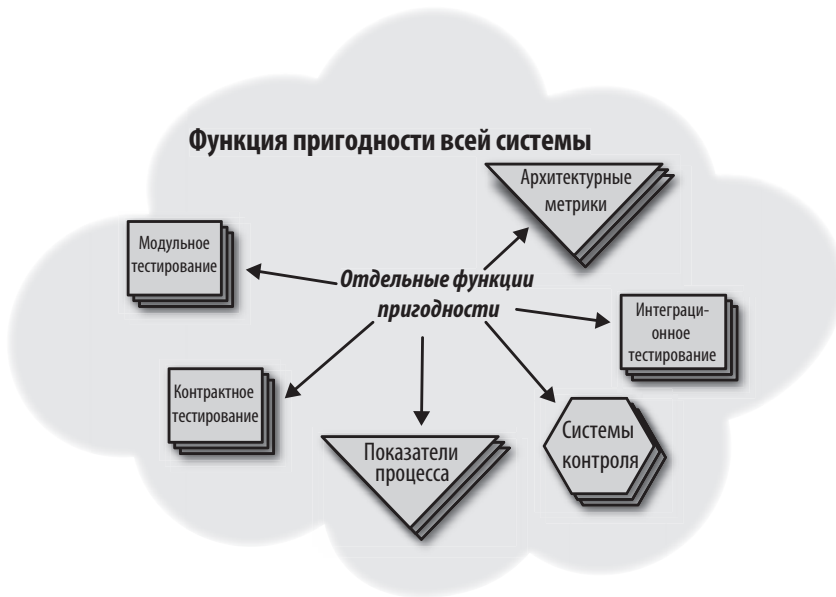 Функция пригодности всей системы
Архитектурные
метрики
Модульное
тестирование
Отдельные функции
пригодности
Интеграци-
онное
тестирование
Контрактное
тестирование
Показатели
процесса
Системы
контроля